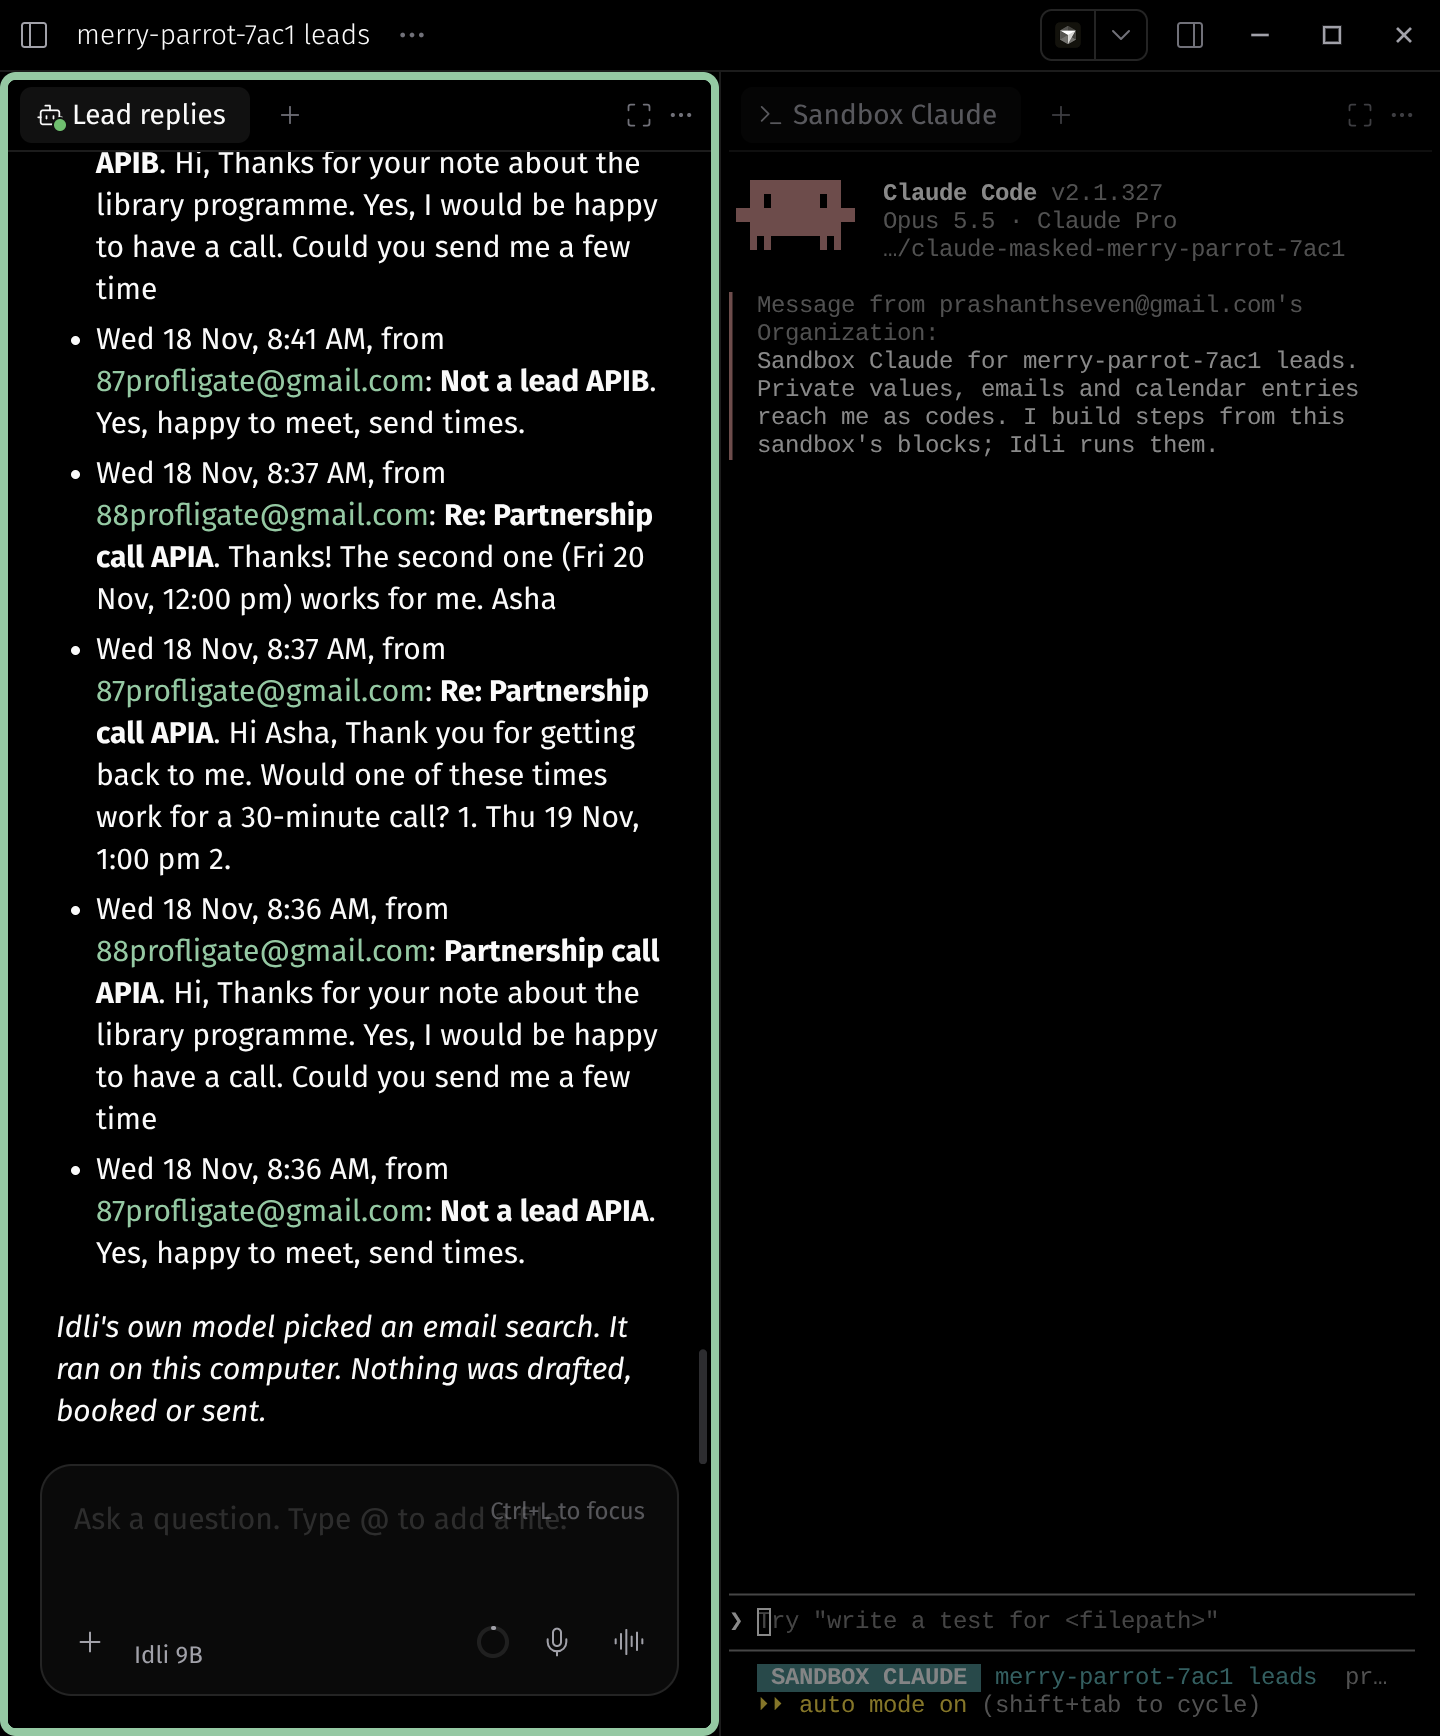 merry-parrot-7ac1 leads
Lead replies
APIB. Hi, Thanks for your note about the
library programme. Yes, I would be happy
to have a call. Could you send me a few
time
• Wed 18 Nov, 8:41 AM, from
87profligate@gmail.com: Not a lead APIB.
Yes, happy to meet, send times.
• Wed 18 Nov, 8:37 AM, from
88profligate@gmail.com: Re: Partnership
call APIA. Thanks! The second one (Fri 20
Nov, 12:00 pm) works for me. Asha
• Wed 18 Nov, 8:37 AM, from
87profligate@gmail.com: Re: Partnership
call APIA. Hi Asha, Thank you for getting
back to me. Would one of these times
work for a 30-minute call? 1. Thu 19 Nov,
1:00 pm 2.
• Wed 18 Nov, 8:36 AM, from
88profligate@gmail.com: Partnership call
APIA. Hi, Thanks for your note about the
library programme. Yes, I would be happy
to have a call. Could you send me a few
time
• Wed 18 Nov, 8:36 AM, from
87profligate@gmail.com: Not a lead APIA.
Yes, happy to meet, send times.
Idli's own model picked an email search. It
ran on this computer. Nothing was drafted,
booked or sent.
Ask a question. Type @ to add a file.
Ctrl+L to focus
Idli 9B
Sandbox Claude
Claude Code v2.1.327
Opus 5.5 · Claude Pro
…/claude-masked-merry-parrot-7ac1
Message from prashanthseven@gmail.com's
Organization:
Sandbox Claude for merry-parrot-7ac1 leads.
Private values, emails and calendar entries
reach me as codes. I build steps from this
sandbox's blocks; Idli runs them.
❯ Try "write a test for <filepath>"
SANDBOX CLAUDE merry-parrot-7ac1 leads pr…
⏵⏵ auto mode on (shift+tab to cycle)